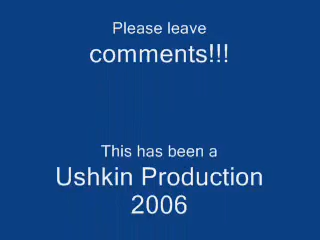 Please leave
comments!!!
This has been a
Ushkin Production
2006